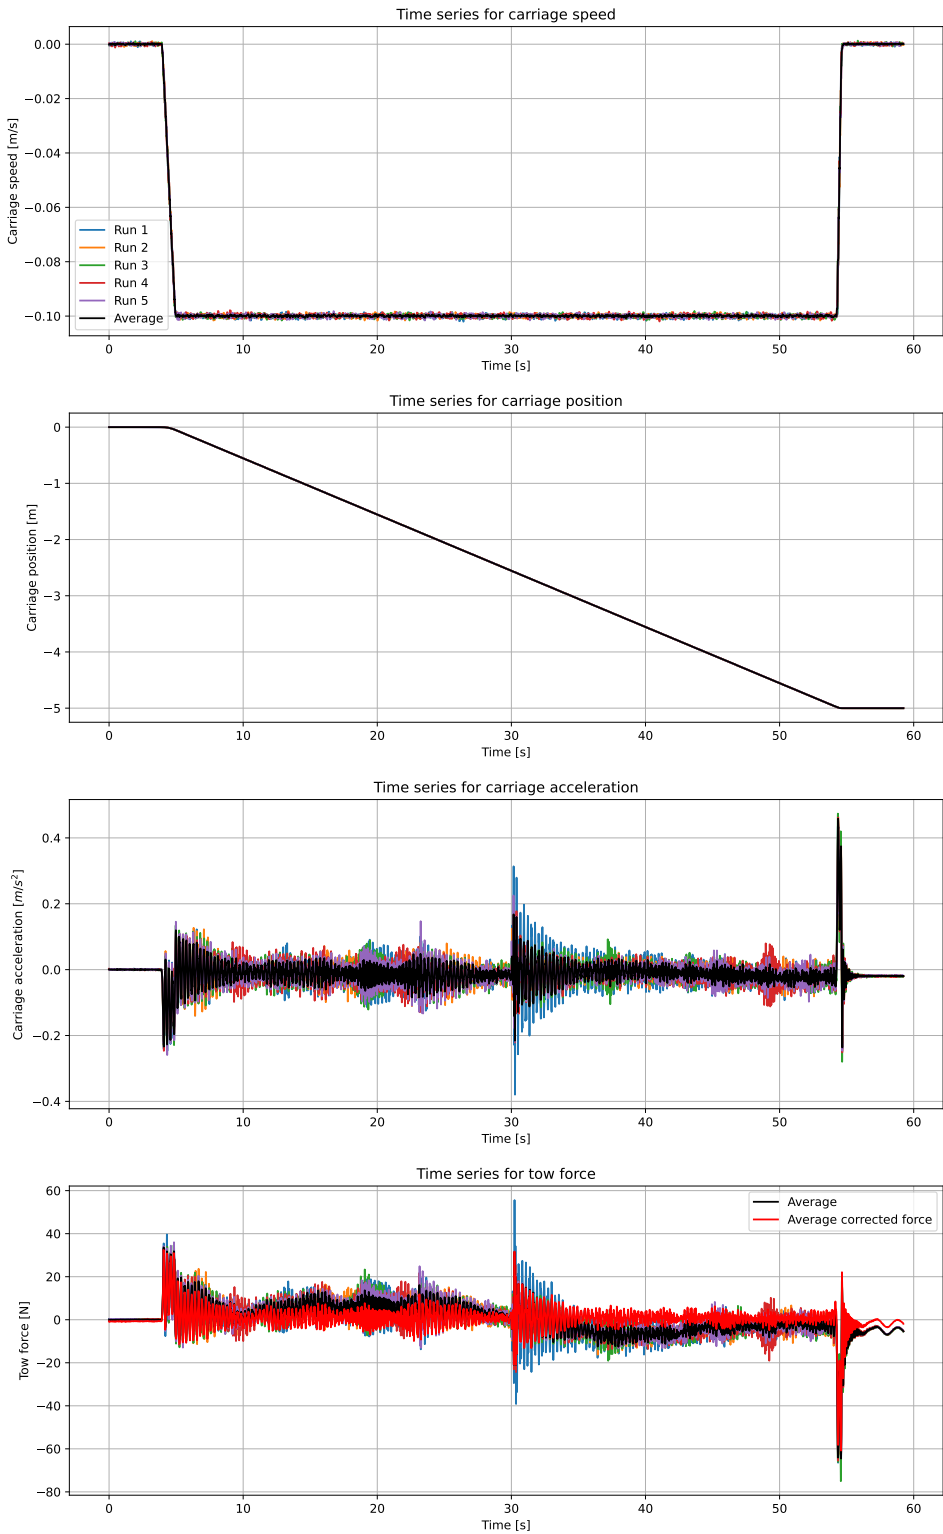 Time series for carriage speed
Carriage speed [m/s]
0.00
−0.02
−0.04
−0.06
−0.08
−0.10
Run 1
Run 2
Run 3
Run 4
Run 5
Average
0 10 20 30 40 50 60
Time [s]
Time series for carriage position
Carriage position [m]
0
−1
−2
−3
−4
−5
0 10 20 30 40 50 60
Time [s]
Time series for carriage acceleration
Carriage acceleration [m/s²]
0.4
0.2
0.0
−0.2
−0.4
0 10 20 30 40 50 60
Time [s]
Time series for tow force
Tow force [N]
60
40
20
0
−20
−40
−60
−80
Average
Average corrected force
0 10 20 30 40 50 60
Time [s]